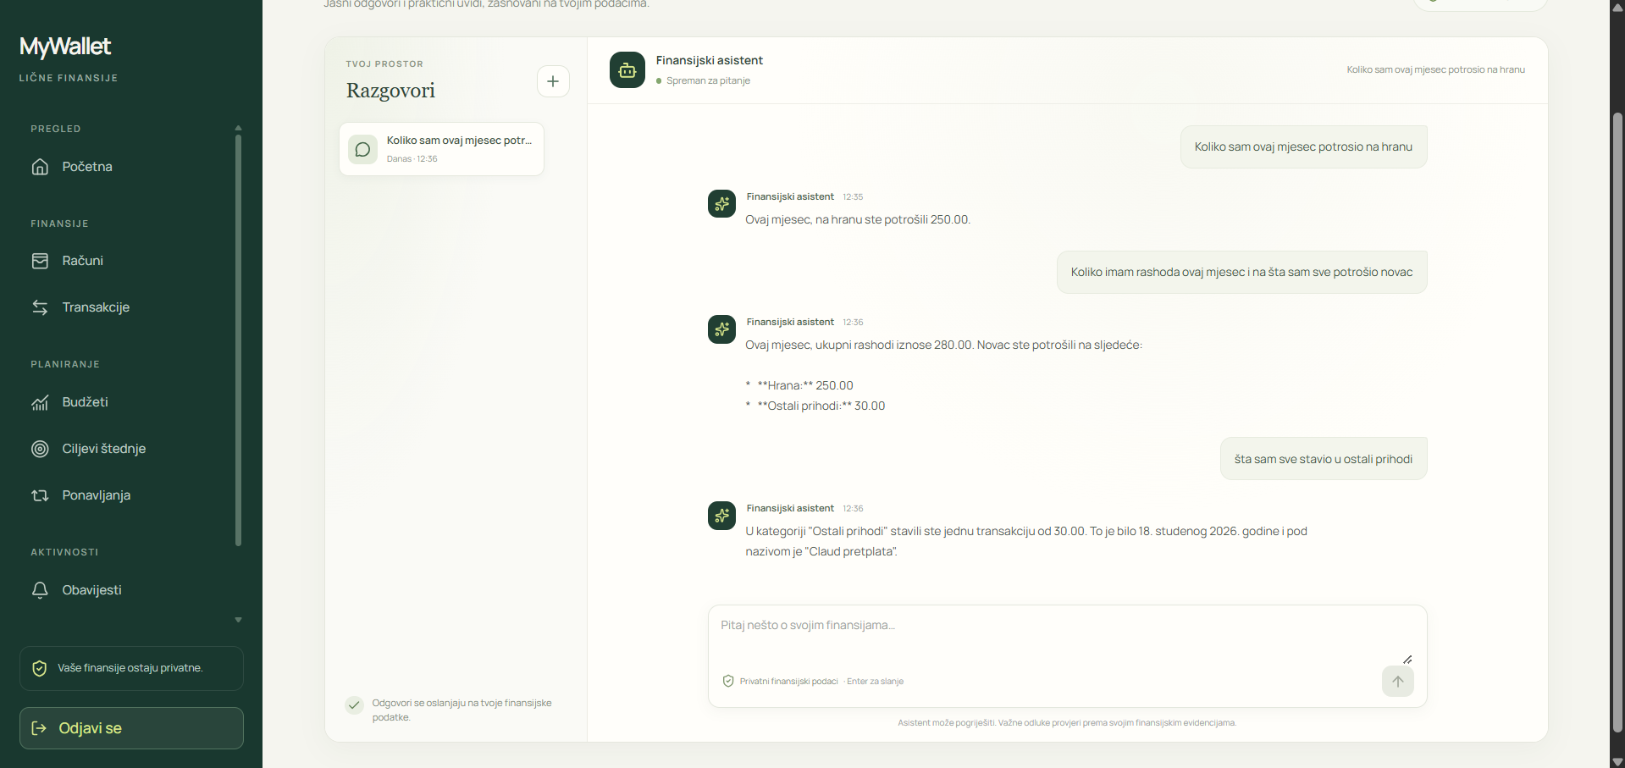 MyWallet
LIČNE FINANSIJE
PREGLED
Početna
FINANSIJE
Računi
Transakcije
PLANIRANJE
Budžeti
Ciljevi štednje
Ponavljanja
AKTIVNOSTI
Obavijesti
Vaše finansije ostaju privatne.
Odjavi se
Jasni odgovori i praktični uvidi, zasnovani na tvojim podacima.
TVOJ PROSTOR
Razgovori
Koliko sam ovaj mjesec potr...
Danas · 12:36
Odgovori se oslanjaju na tvoje finansijske
podatke.
Finansijski asistent
Spreman za pitanje
Koliko sam ovaj mjesec potrosio na hranu
Koliko sam ovaj mjesec potrosio na hranu
Finansijski asistent 12:35
Ovaj mjesec, na hranu ste potrošili 250.00.
Koliko imam rashoda ovaj mjesec i na šta sam sve potrošio novac
Finansijski asistent 12:36
Ovaj mjesec, ukupni rashodi iznose 280.00. Novac ste potrošili na sljedeće:
* **Hrana:** 250.00
* **Ostali prihodi:** 30.00
šta sam sve stavio u ostali prihodi
Finansijski asistent 12:36
U kategoriji "Ostali prihodi" stavili ste jednu transakciju od 30.00. To je bilo 18. studenog 2026. godine i pod
nazivom je "Claud pretplata".
Pitaj nešto o svojim finansijama...
Privatni finansijski podaci · Enter za slanje
Asistent može pogriješiti. Važne odluke provjeri prema svojim finansijskim evidencijama.